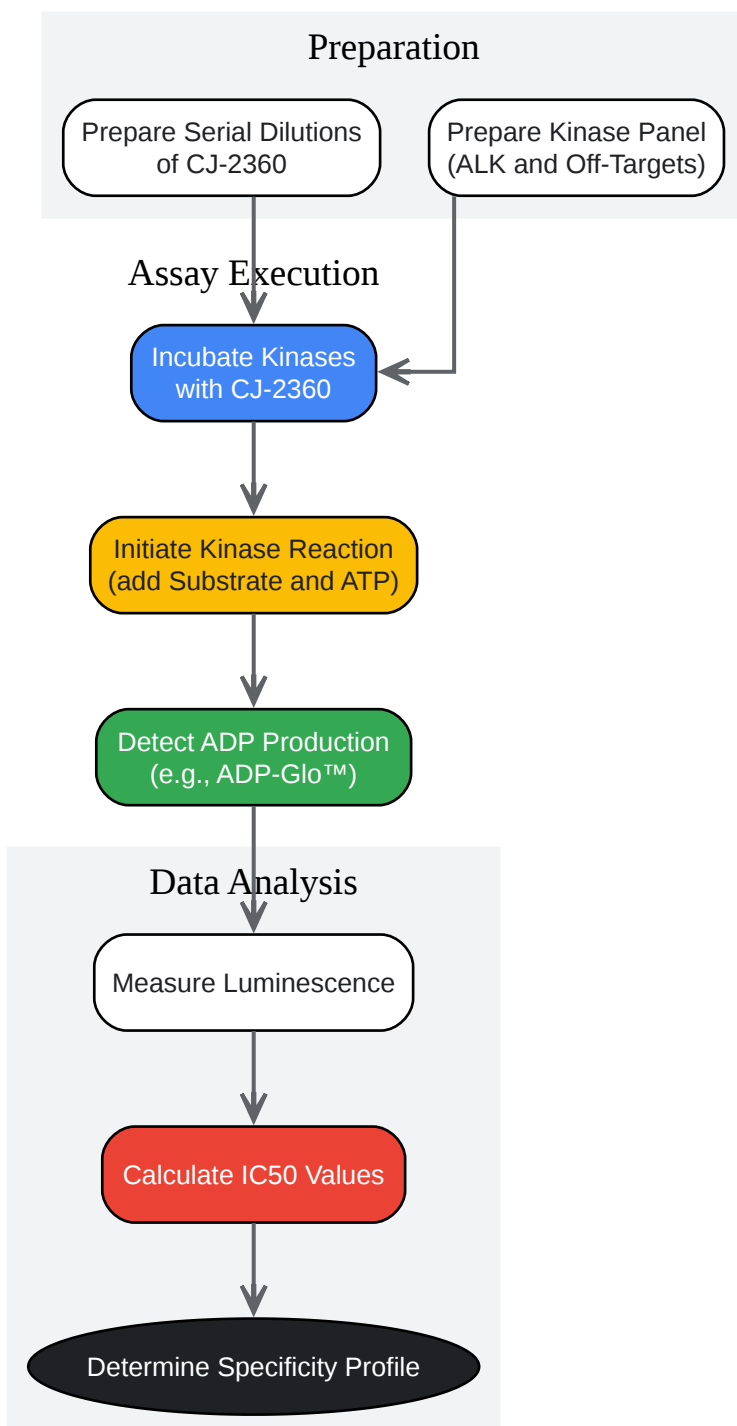 Preparation
Prepare Serial Dilutions
of CJ-2360
Prepare Kinase Panel
(ALK and Off-Targets)
Assay Execution
Incubate Kinases
with CJ-2360
Initiate Kinase Reaction
(add Substrate and ATP)
Detect ADP Production
(e.g., ADP-Glo™)
Data Analysis
Measure Luminescence
Calculate IC50 Values
Determine Specificity Profile